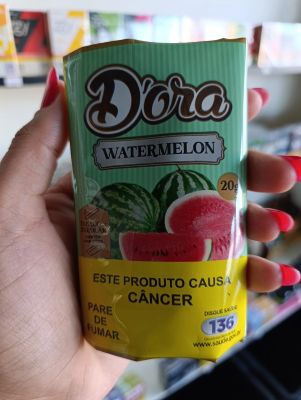 D'ora
WATERMELON
20g
ESTE PRODUTO CAUSA
CÂNCER
PARE
DE
FUMAR
DISQUE SAÚDE
136
www.saude.gov.br